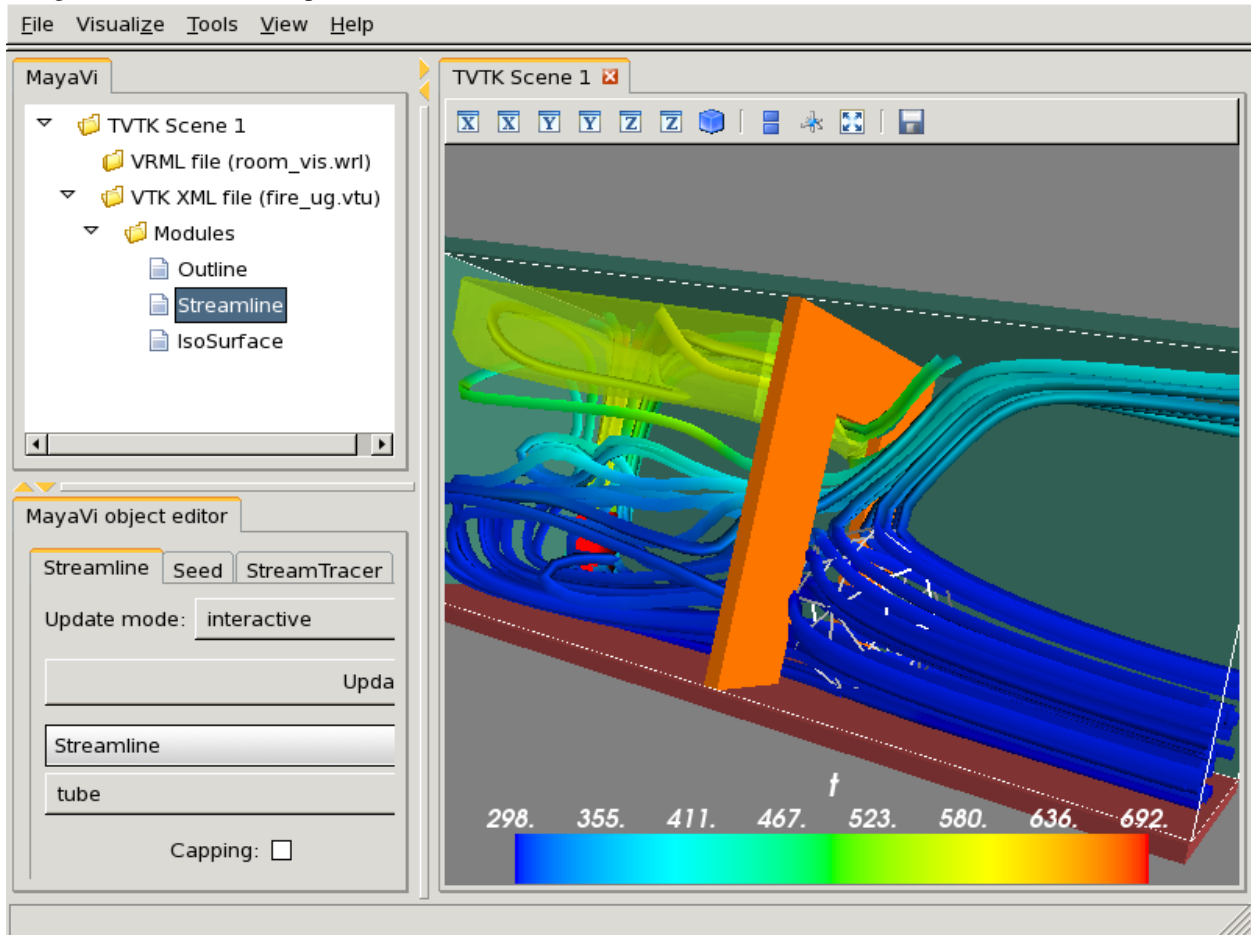 File Visualize Tools View Help
MayaVi
TVTK Scene 1
VRML file (room_vis.wrl)
VTK XML file (fire_ug.vtu)
Modules
Outline
Streamline
IsoSurface
MayaVi object editor
Streamline Seed StreamTracer
Update mode: interactive
Upda
Streamline
tube
Capping:
TVTK Scene 1
X X Y Y Z Z
t
298. 355. 411. 467. 523. 580. 636. 692.